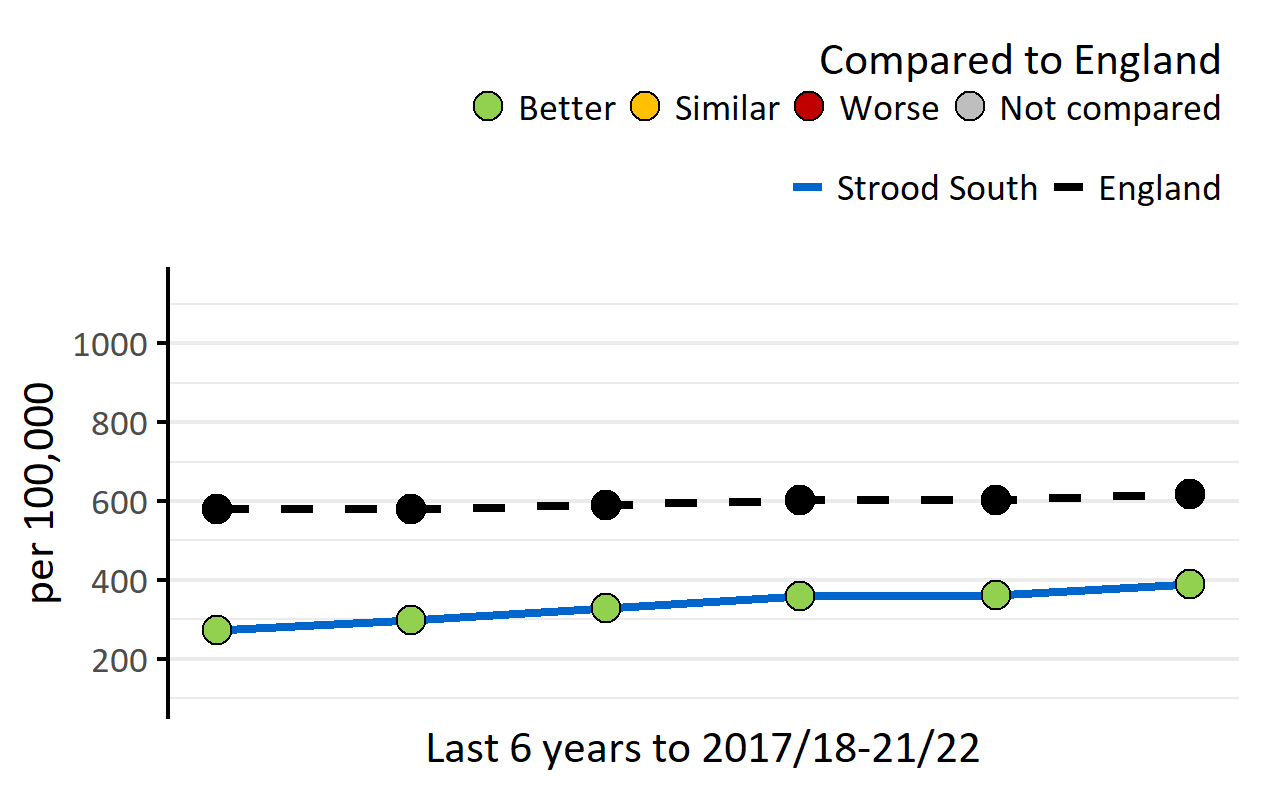 Compared to England
Better Similar Worse Not compared
Strood South England
1000
800
600
400
200
per 100,000
Last 6 years to 2017/18-21/22